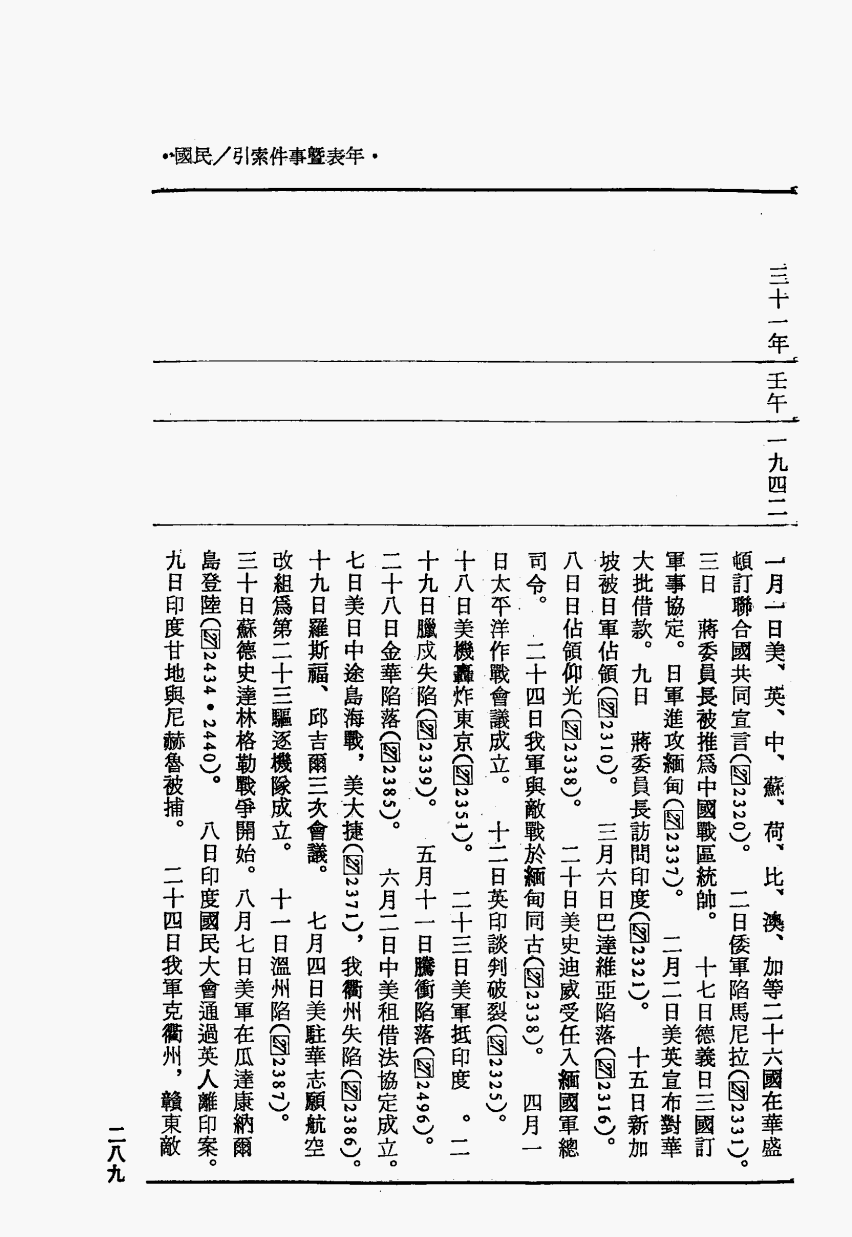 •年表暨事件索引／民國•
三十一年
壬午
一九四二
一月一日美、英、中、蘇、荷、比、澳、加等二十六國在華盛
頓訂聯合國共同宣言(圖2320)。　二日倭軍陷馬尼拉(圖2331)。
三日　蔣委員長被推爲中國戰區統帥。　十七日德義日三國訂
軍事協定。日軍進攻緬甸(圖2337)。　二月二日美英宣布對華
大批借款。九日　蔣委員長訪問印度(圖2321)。　十五日新加
坡被日軍佔領(圖2310)。　三月六日巴達維亞陷落(圖2316)。
八日日佔領仰光(圖2338)。　二十日美史迪威受任入緬國軍總
司令。　二十四日我軍與敵戰於緬甸同古(圖2338)。　四月一
日太平洋作戰會議成立。　十二日英印談判破裂(圖2325)。
十八日美機轟炸東京(圖2351)。　二十三日美軍抵印度　。二
十九日臘戍失陷(圖2339)。　五月十一日騰衝陷落(圖2496)。
二十八日金華陷落(圖2385)。　六月二日中美租借法協定成立。
七日美日中途島海戰，美大捷(圖2371)，我衢州失陷(圖2386)。
十九日羅斯福、邱吉爾三次會議。　七月四日美駐華志願航空
改組爲第二十三驅逐機隊成立。　十一日溫州陷(圖2387)。
三十日蘇德史達林格勒戰爭開始。八月七日美軍在瓜達康納爾
島登陸(圖2434•2440)。　八日印度國民大會通過英人離印案。
九日印度甘地與尼赫魯被捕。　二十四日我軍克衢州，贛東敵
二八九